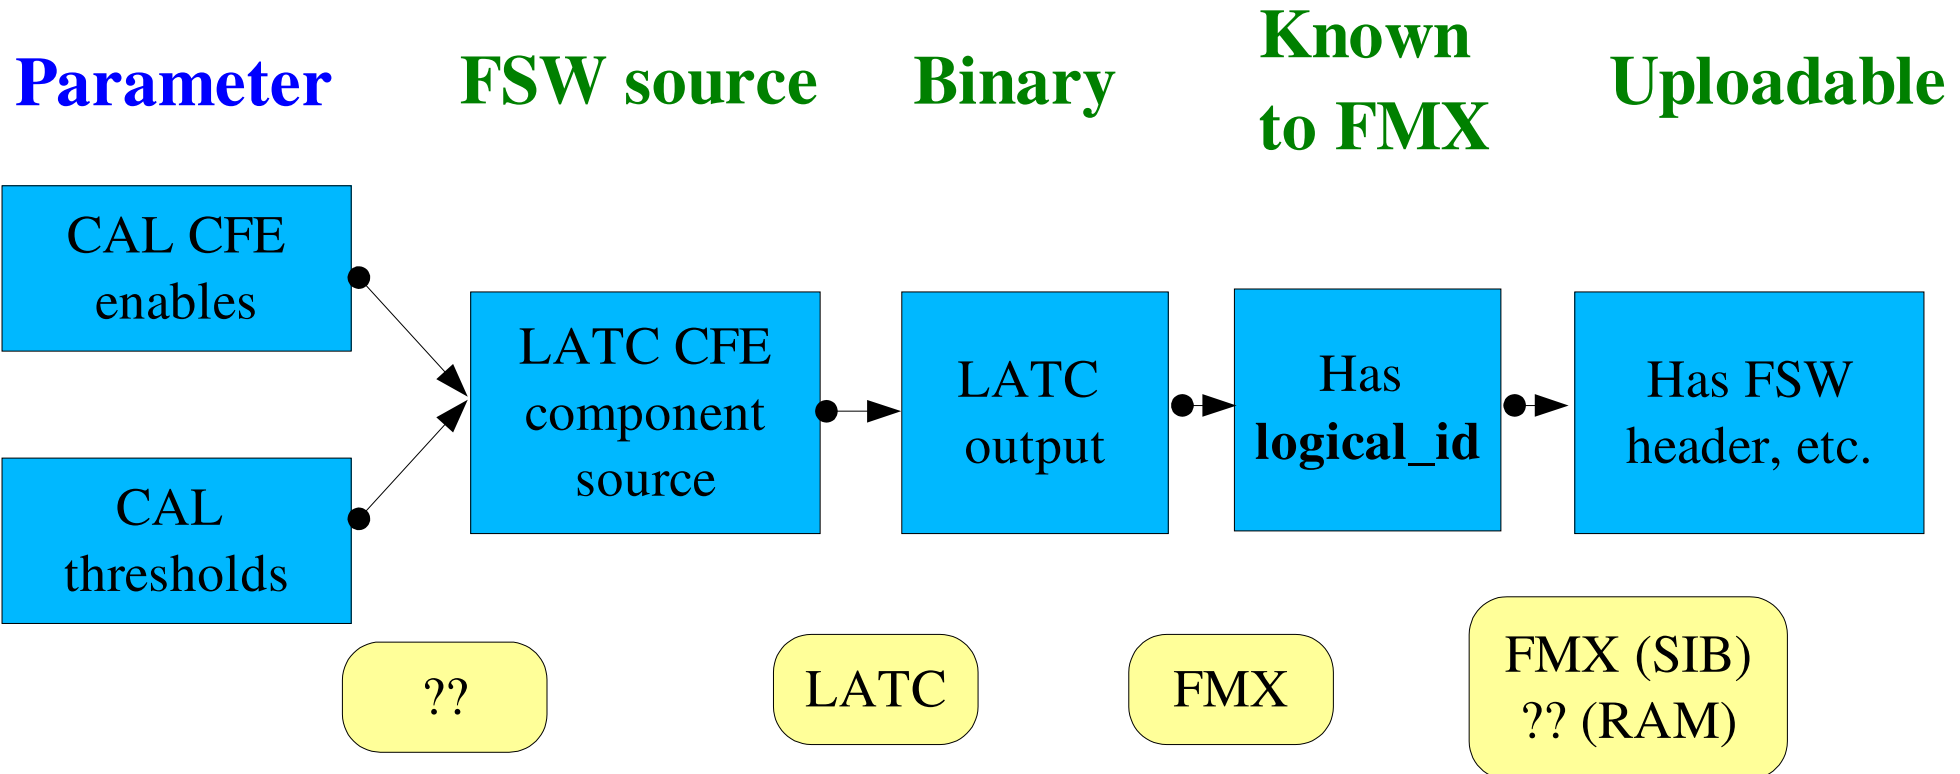 Parameter
FSW source
Binary
Known
to FMX
Uploadable
CAL CFE
enables
CAL
thresholds
LATC CFE
component
source
LATC
output
Has
logical_id
Has FSW
header, etc.
??
LATC
FMX
FMX (SIB)
?? (RAM)